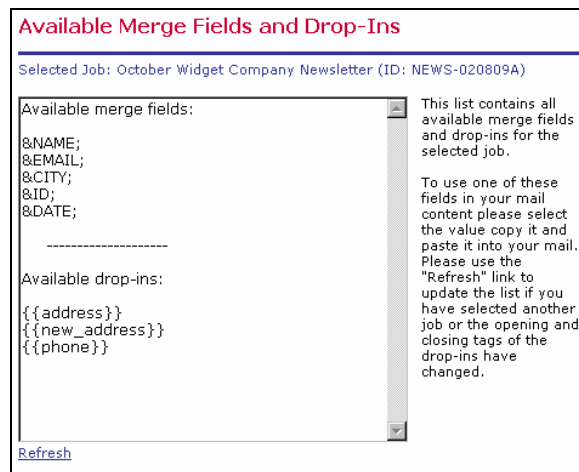 Available Merge Fields and Drop-Ins
Selected Job: October Widget Company Newsletter (ID: NEWS-020809A)
Available merge fields:
&NAME;
&EMAIL;
&CITY;
&ID;
&DATE;
--------------------
Available drop-ins:
{{address}}
{{new_address}}
{{phone}}
Refresh
This list contains all
available merge fields
and drop-ins for the
selected job.
To use one of these
fields in your mail
content please select
the value copy it and
paste it into your mail.
Please use the
"Refresh" link to
update the list if you
have selected another
job or the opening and
closing tags of the
drop-ins have
changed.